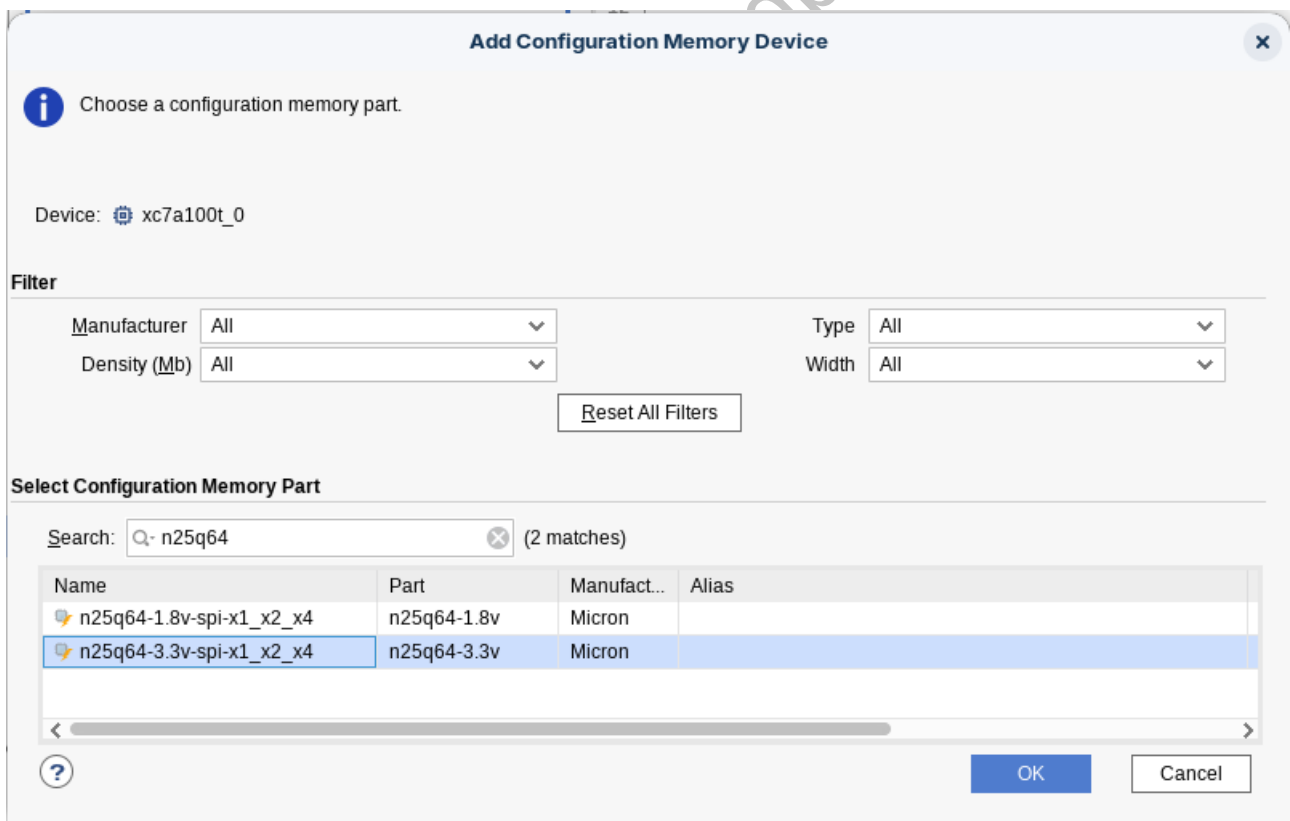 Add Configuration Memory Device
Choose a configuration memory part.
Device: xc7a100t_0
Filter
Manufacturer All Type All
Density (Mb) All Width All
Reset All Filters
Select Configuration Memory Part
Search: n25q64 (2 matches)
Name Part Manufact... Alias
n25q64-1.8v-spi-x1_x2_x4 n25q64-1.8v Micron
n25q64-3.3v-spi-x1_x2_x4 n25q64-3.3v Micron
? OK Cancel